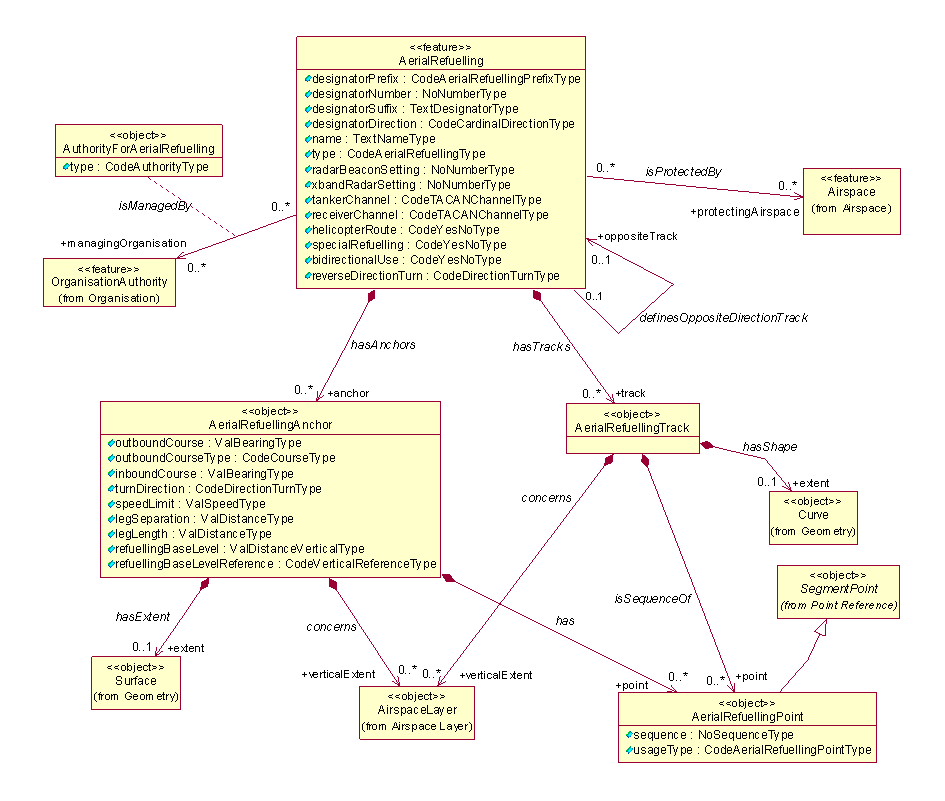 <<feature>>
AerialRefuelling
designatorPrefix : CodeAerialRefuellingPrefixType
designatorNumber : NoNumberType
designatorSuffix : TextDesignatorType
designatorDirection : CodeCardinalDirectionType
name : TextNameType
type : CodeAerialRefuellingType
radarBeaconSetting : NoNumberType
xbandRadarSetting : NoNumberType
tankerChannel : CodeTACANChannelType
receiverChannel : CodeTACANChannelType
helicopterRoute : CodeYesNoType
specialRefuelling : CodeYesNoType
bidirectionalUse : CodeYesNoType
reverseDirectionTurn : CodeDirectionTurnType
<<object>>
AuthorityForAerialRefuelling
type : CodeAuthorityType
isManagedBy
0..*
+managingOrganisation
0..*
<<feature>>
OrganisationAuthority
(from Organisation)
0..*
isProtectedBy
0..*
+protectingAirspace
<<feature>>
Airspace
(from Airspace)
+oppositeTrack
0..1
0..1
definesOppositeDirectionTrack
hasAnchors
0..*
+anchor
hasTracks
0..*
+track
<<object>>
AerialRefuellingAnchor
outboundCourse : ValBearingType
outboundCourseType : CodeCourseType
inboundCourse : ValBearingType
turnDirection : CodeDirectionTurnType
speedLimit : ValSpeedType
legSeparation : ValDistanceType
legLength : ValDistanceType
refuellingBaseLevel : ValDistanceVerticalType
refuellingBaseLevelReference : CodeVerticalReferenceType
<<object>>
AerialRefuellingTrack
hasShape
0..1
+extent
<<object>>
Curve
(from Geometry)
concerns
isSequenceOf
<<object>>
SegmentPoint
(from Point Reference)
hasExtent
0..1
+extent
<<object>>
Surface
(from Geometry)
concerns
+verticalExtent
0..*
0..*
+verticalExtent
<<object>>
AirspaceLayer
(from Airspace Layer)
has
+point
0..*
0..*
+point
<<object>>
AerialRefuellingPoint
sequence : NoSequenceType
usageType : CodeAerialRefuellingPointType